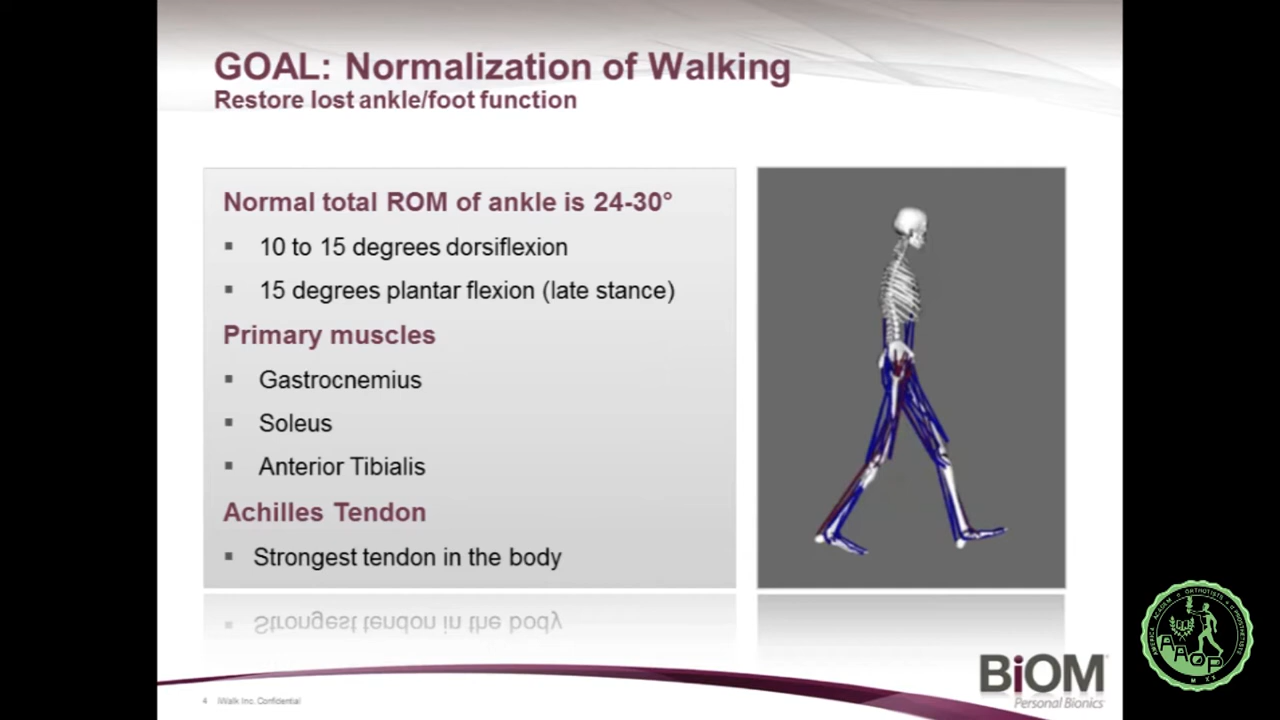 GOAL: Normalization of Walking
Restore lost ankle/foot function
Normal total ROM of ankle is 24-30°
▪ 10 to 15 degrees dorsiflexion
▪ 15 degrees plantar flexion (late stance)
Primary muscles
▪ Gastrocnemius
▪ Soleus
▪ Anterior Tibialis
Achilles Tendon
▪ Strongest tendon in the body
4 iWalk Inc. Confidential
BiOM
Personal Bionics
AAOP